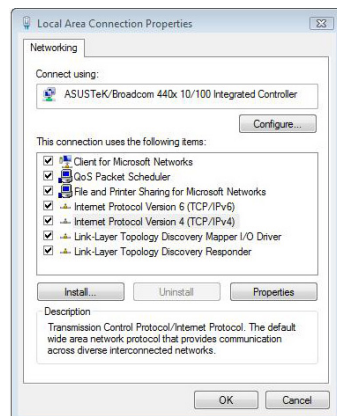 Local Area Connection Properties
Networking
Connect using:
ASUSTeK/Broadcom 440x 10/100 Integrated Controller
Configure...
This connection uses the following items:
Client for Microsoft Networks
QoS Packet Scheduler
File and Printer Sharing for Microsoft Networks
Internet Protocol Version 6 (TCP/IPv6)
Internet Protocol Version 4 (TCP/IPv4)
Link-Layer Topology Discovery Mapper I/O Driver
Link-Layer Topology Discovery Responder
Install... Uninstall Properties
Description
Transmission Control Protocol/Internet Protocol. The default
wide area network protocol that provides communication
across diverse interconnected networks.
OK Cancel